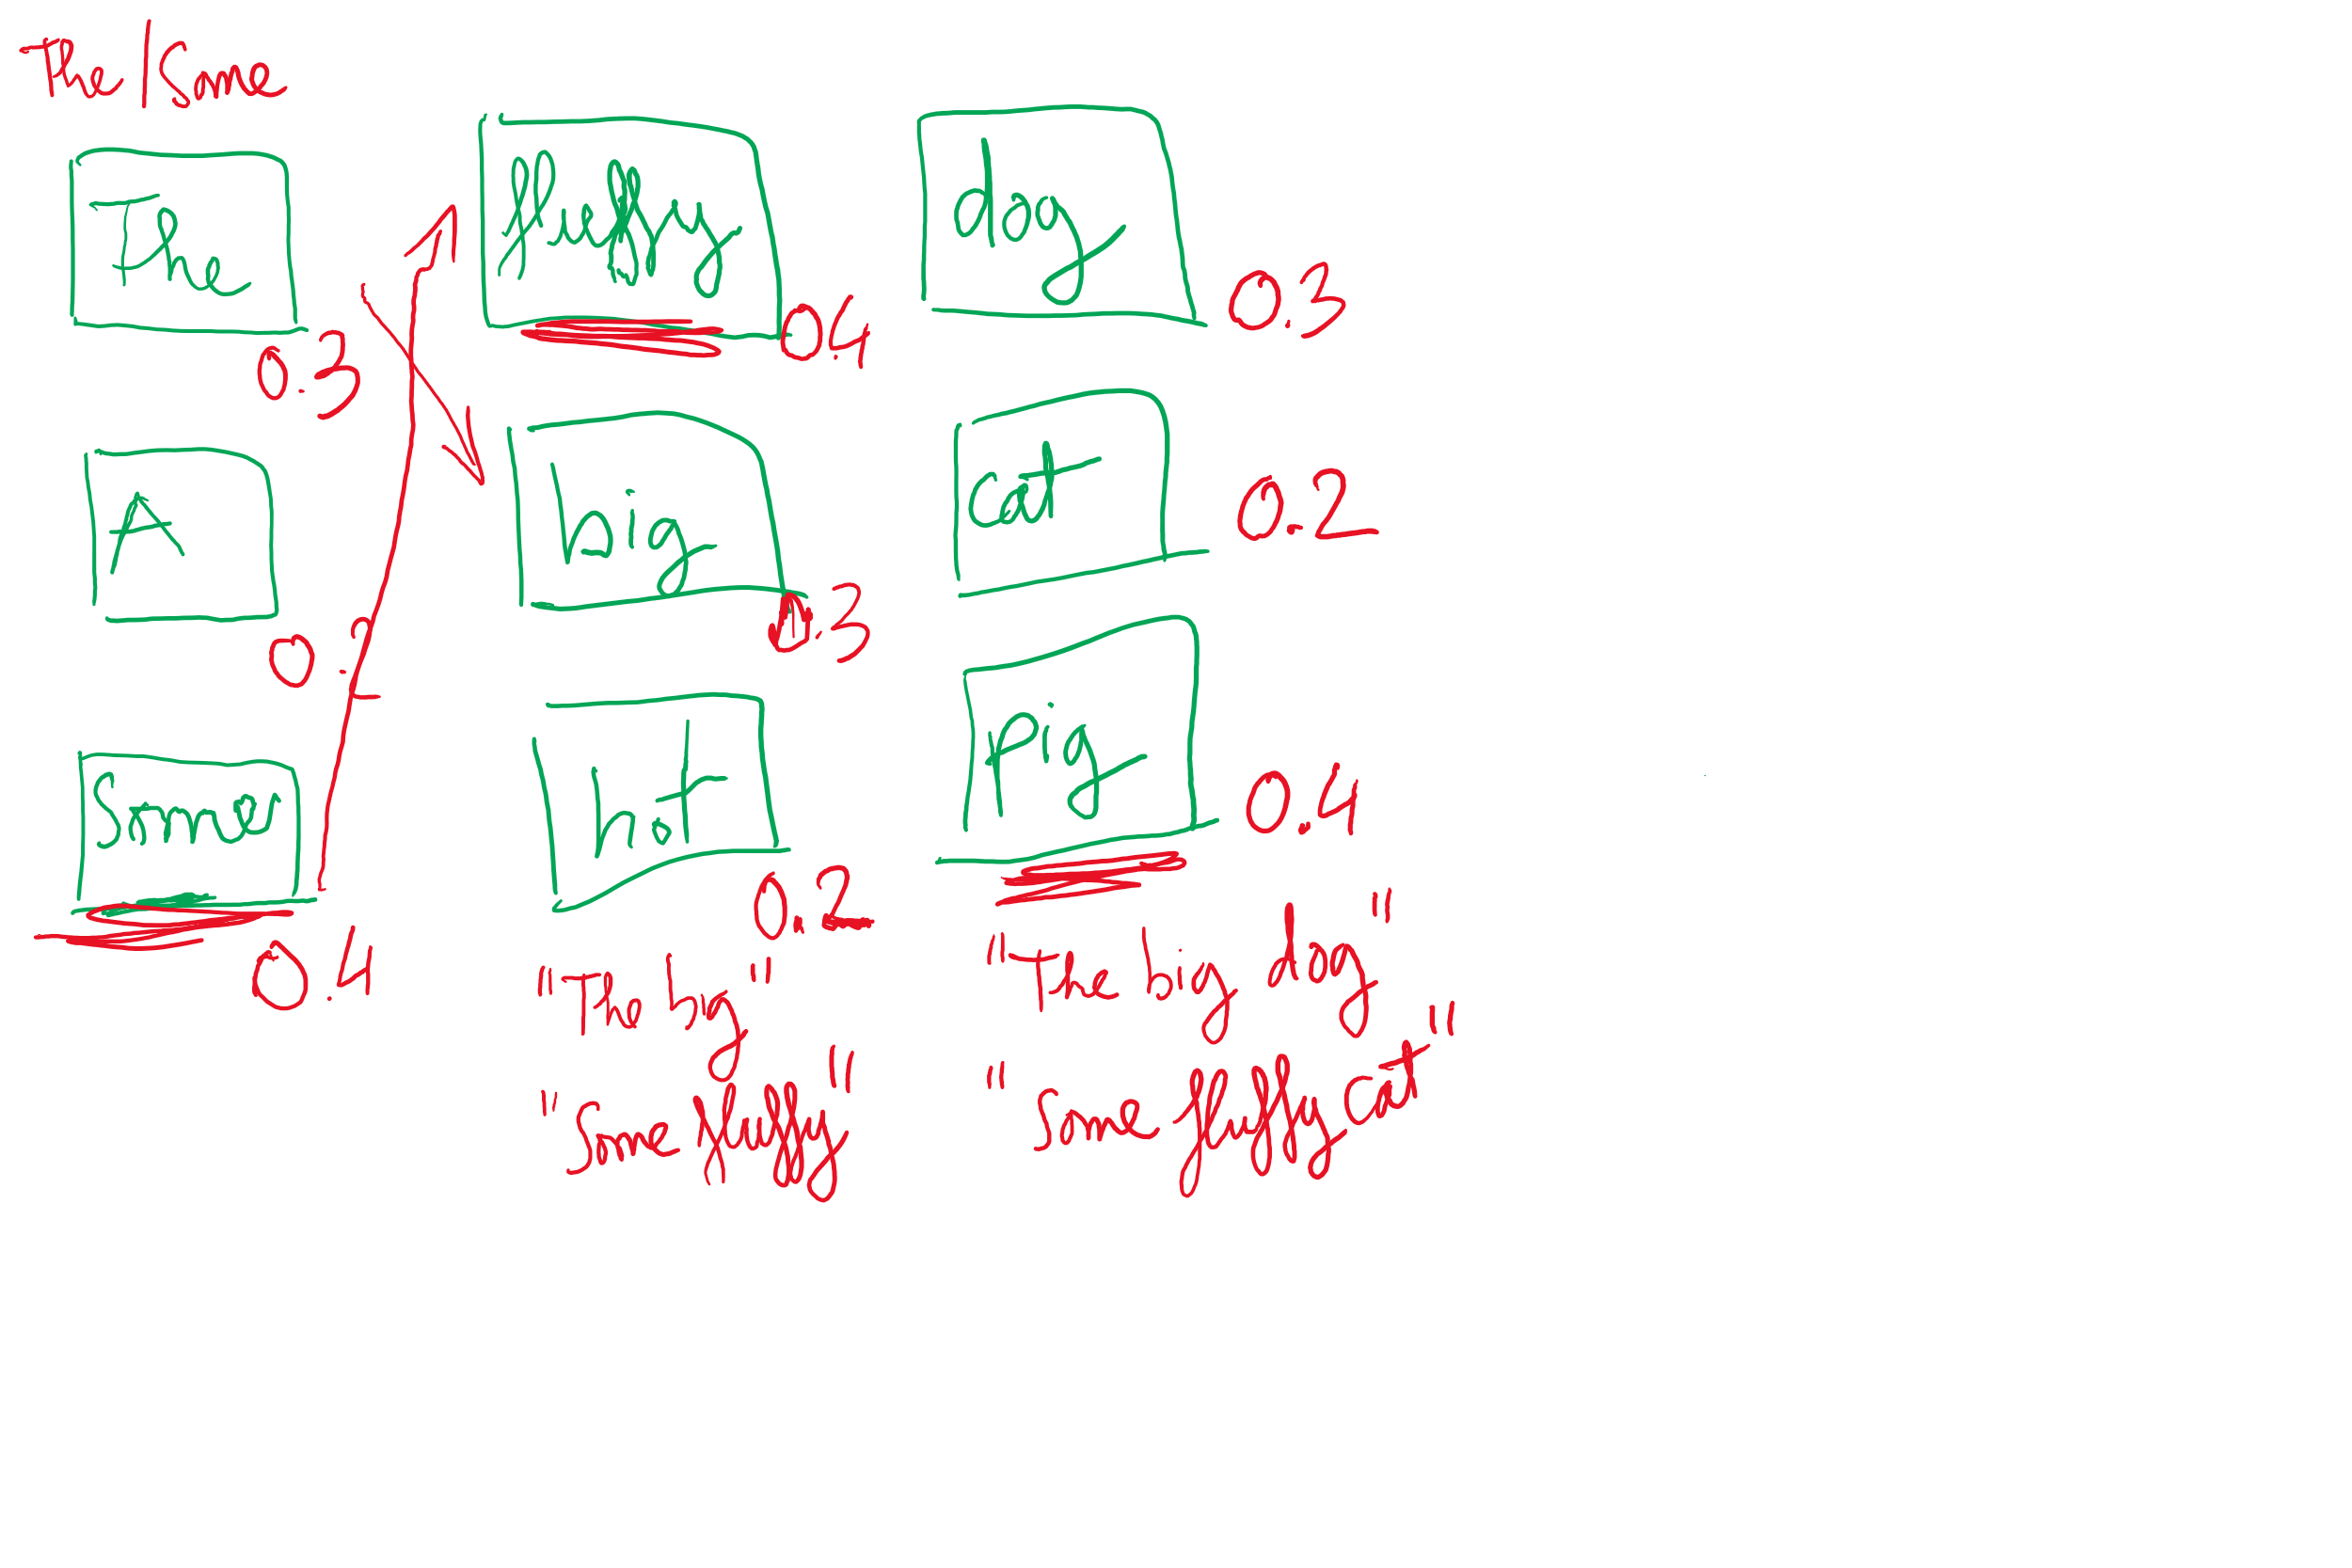 The / Some
The
fluffy
dog
0.3
0.4
0.3
A
big
cat
0.2
0.3
0.2
Some
hot
pig
0.4
0.2
0.4
"The big"
"The big dog"
"Some fluffy"
"Some fluffy cat"